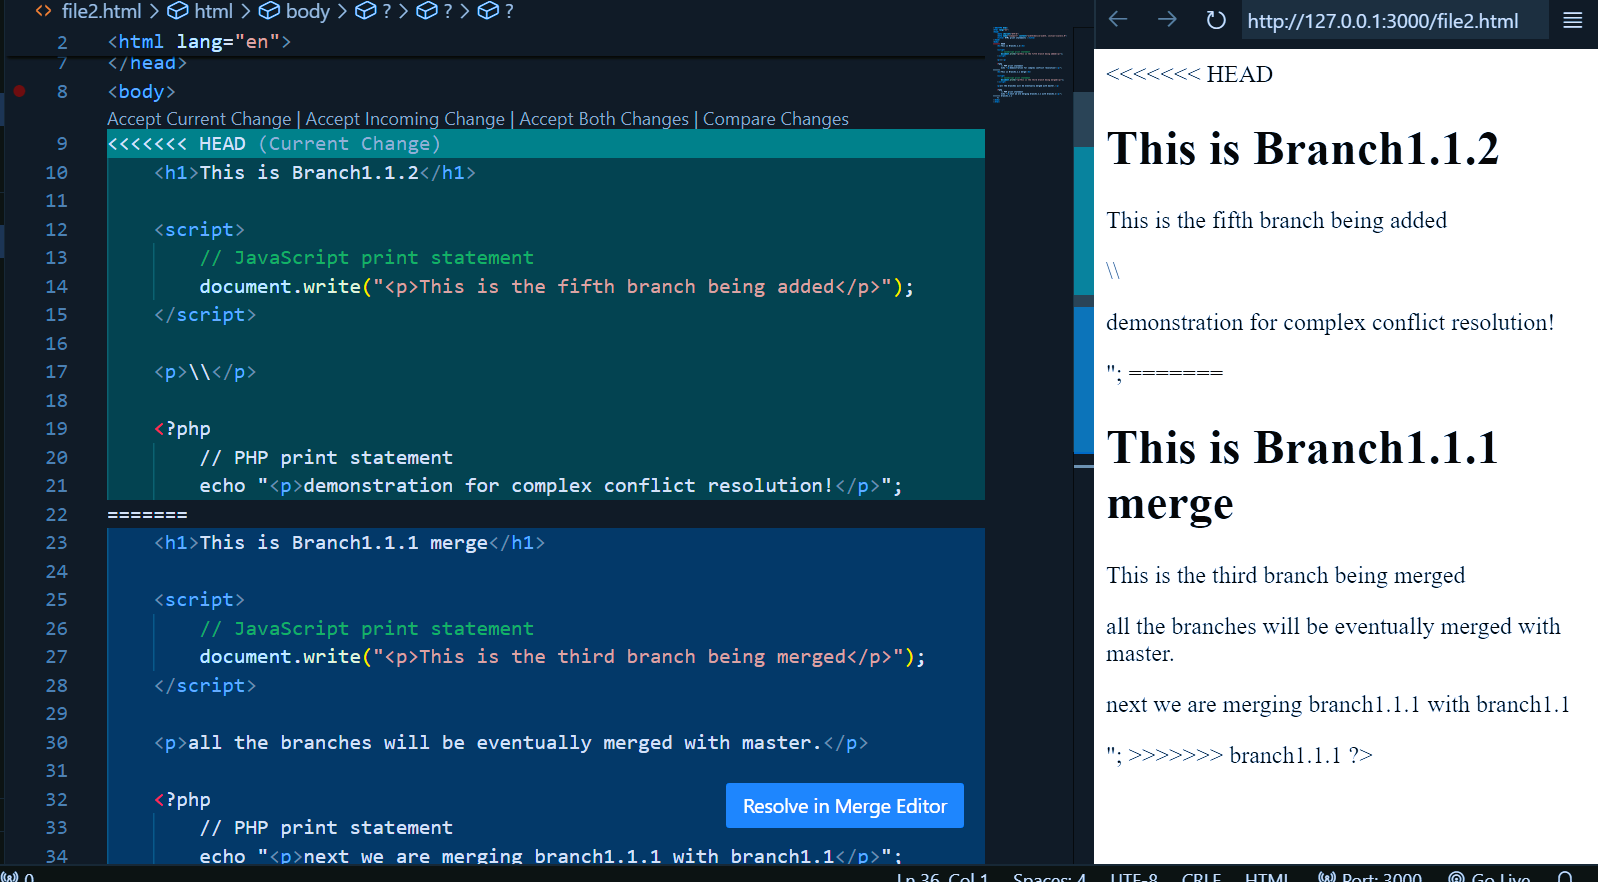 <> file2.html > html > body > ? > ? > ?
2 <html lang="en">
7 </head>
8 <body>
Accept Current Change | Accept Incoming Change | Accept Both Changes | Compare Changes
9 <<<<<<< HEAD (Current Change)
10 <h1>This is Branch1.1.2</h1>
11
12 <script>
13 // JavaScript print statement
14 document.write("<p>This is the fifth branch being added</p>");
15 </script>
16
17 <p>\\</p>
18
19 <?php
20 // PHP print statement
21 echo "<p>demonstration for complex conflict resolution!</p>";
22 =======
23 <h1>This is Branch1.1.1 merge</h1>
24
25 <script>
26 // JavaScript print statement
27 document.write("<p>This is the third branch being merged</p>");
28 </script>
29
30 <p>all the branches will be eventually merged with master.</p>
31
32 <?php
33 // PHP print statement
34 echo "<p>next we are merging branch1.1.1 with branch1.1</p>";
Resolve in Merge Editor
0
Ln 36, Col 1 Spaces: 4 UTF-8 CRLF HTML Port: 3000 Go Live
http://127.0.0.1:3000/file2.html
<<<<<<< HEAD
This is Branch1.1.2
This is the fifth branch being added
\\
demonstration for complex conflict resolution!
"; =======
This is Branch1.1.1
merge
This is the third branch being merged
all the branches will be eventually merged with
master.
next we are merging branch1.1.1 with branch1.1
"; >>>>>>> branch1.1.1 ?>